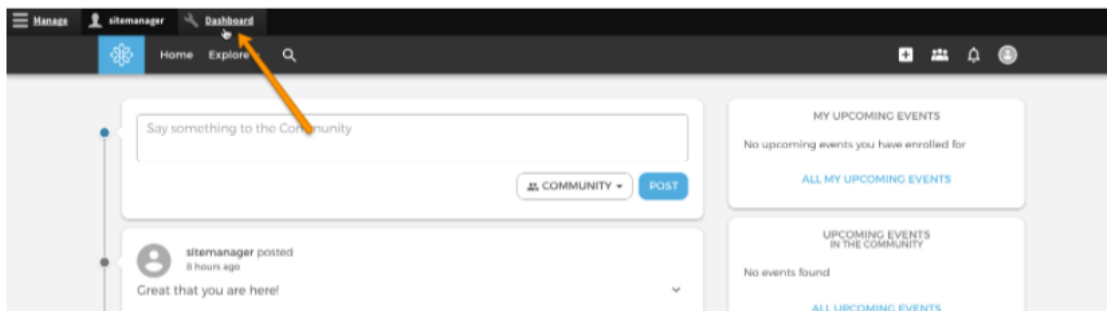 Manage sitemanager Dashboard
Home Explore
Say something to the Community
COMMUNITY
POST
sitemanager posted
8 hours ago
Great that you are here!
MY UPCOMING EVENTS
No upcoming events you have enrolled for
ALL MY UPCOMING EVENTS
UPCOMING EVENTS
IN THE COMMUNITY
No events found
ALL UPCOMING EVENTS